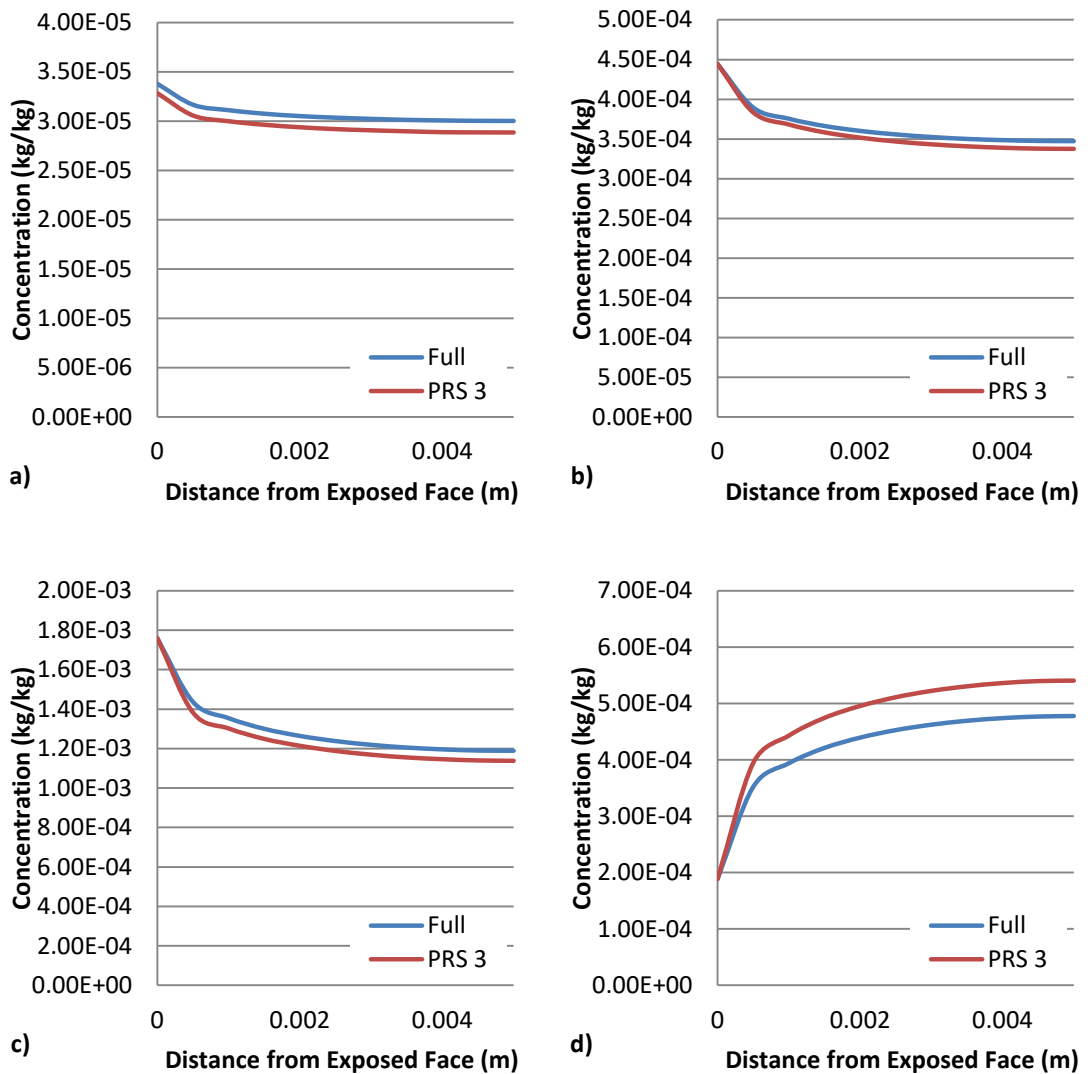 4.00E-05
3.50E-05
3.00E-05
2.50E-05
2.00E-05
1.50E-05
1.00E-05
5.00E-06
0.00E+00
Concentration (kg/kg)
Full
PRS 3
0 0.002 0.004
a)
Distance from Exposed Face (m)
5.00E-04
4.50E-04
4.00E-04
3.50E-04
3.00E-04
2.50E-04
2.00E-04
1.50E-04
1.00E-04
5.00E-05
0.00E+00
Concentration (kg/kg)
Full
PRS 3
0 0.002 0.004
b)
Distance from Exposed Face (m)
2.00E-03
1.80E-03
1.60E-03
1.40E-03
1.20E-03
1.00E-03
8.00E-04
6.00E-04
4.00E-04
2.00E-04
0.00E+00
Concentration (kg/kg)
Full
PRS 3
0 0.002 0.004
c)
Distance from Exposed Face (m)
7.00E-04
6.00E-04
5.00E-04
4.00E-04
3.00E-04
2.00E-04
1.00E-04
0.00E+00
Concentration (kg/kg)
Full
PRS 3
0 0.002 0.004
d)
Distance from Exposed Face (m)